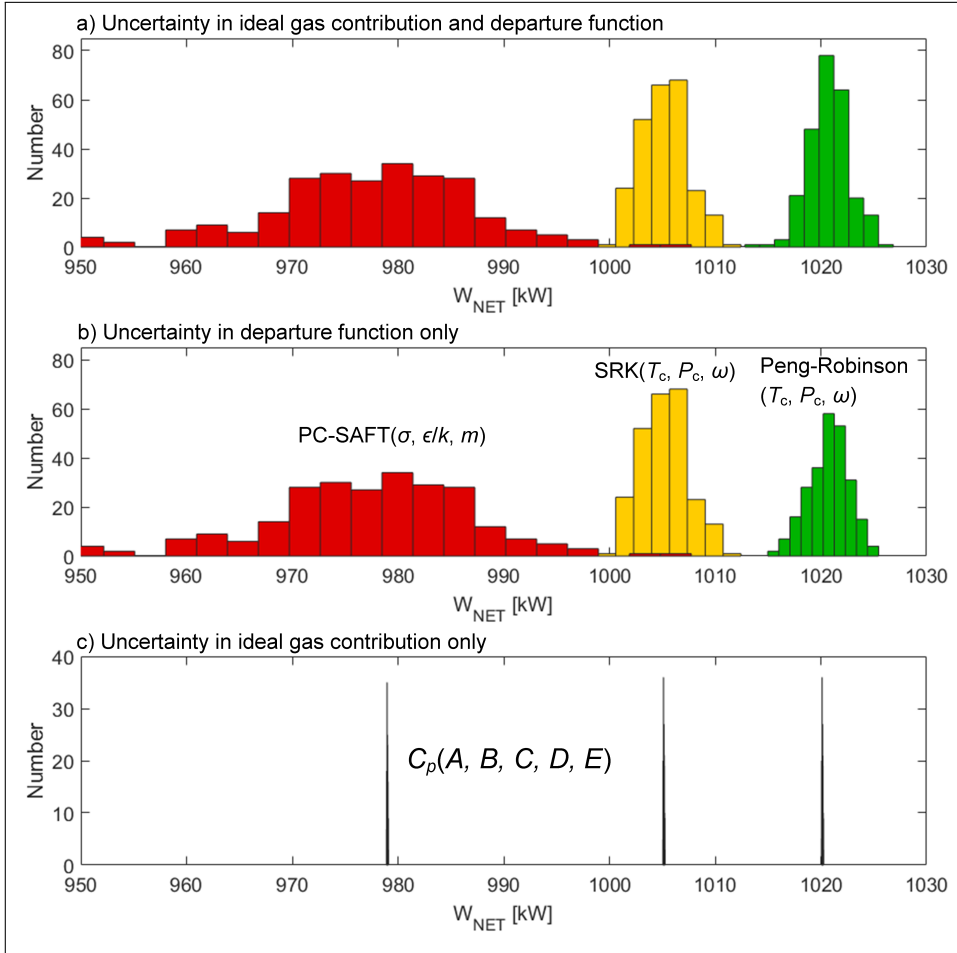 a) Uncertainty in ideal gas contribution and departure function
80
60
40
20
0
Number
950 960 970 980 990 1000 1010 1020 1030
W_NET [kW]
b) Uncertainty in departure function only
80
60
40
20
0
Number
SRK(T_c, P_c, ω)
Peng-Robinson
(T_c, P_c, ω)
PC-SAFT(σ, ϵ/k, m)
950 960 970 980 990 1000 1010 1020 1030
W_NET [kW]
c) Uncertainty in ideal gas contribution only
40
30
20
10
0
Number
C_p(A, B, C, D, E)
950 960 970 980 990 1000 1010 1020 1030
W_NET [kW]